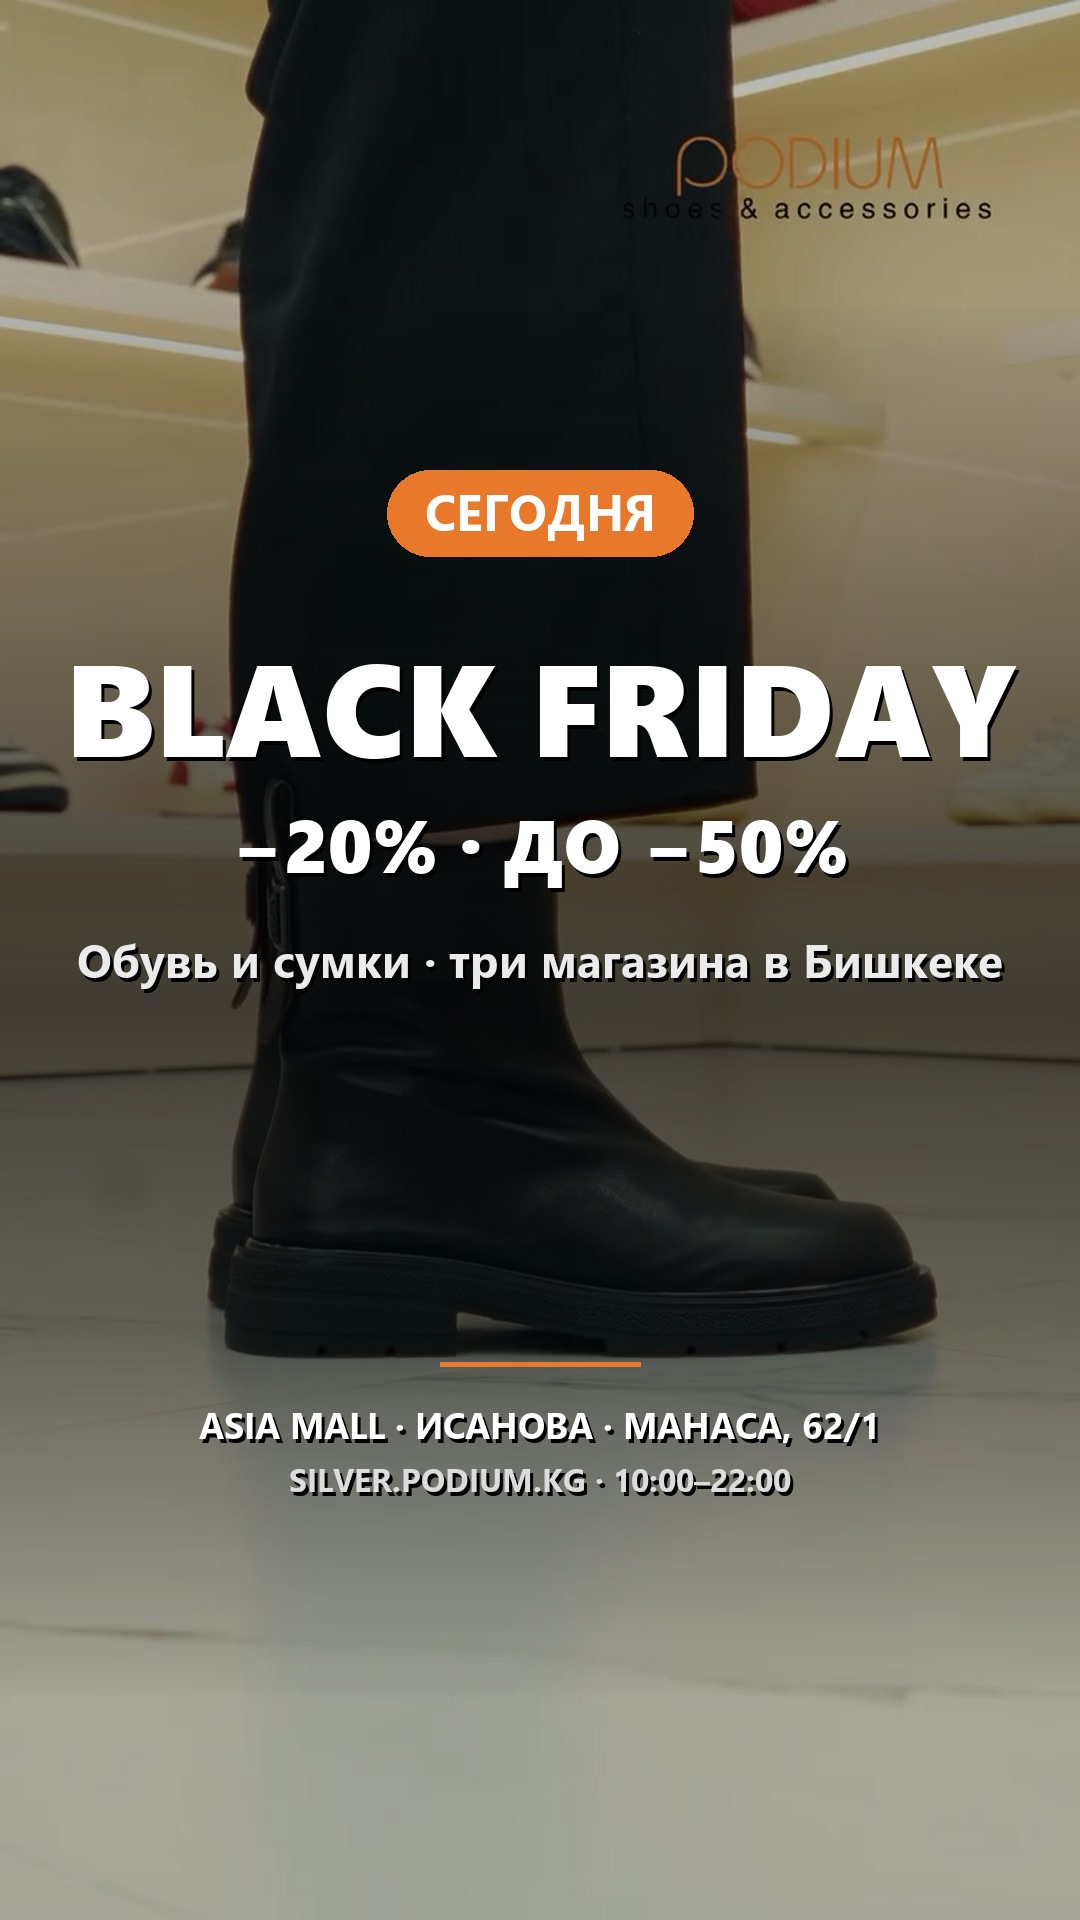 PODIUM
shoes & accessories
СЕГОДНЯ
BLACK FRIDAY
–20% · ДО –50%
Обувь и сумки · три магазина в Бишкеке
ASIA MALL · ИСАНОВА · МАНАСА, 62/1
SILVER.PODIUM.KG · 10:00–22:00